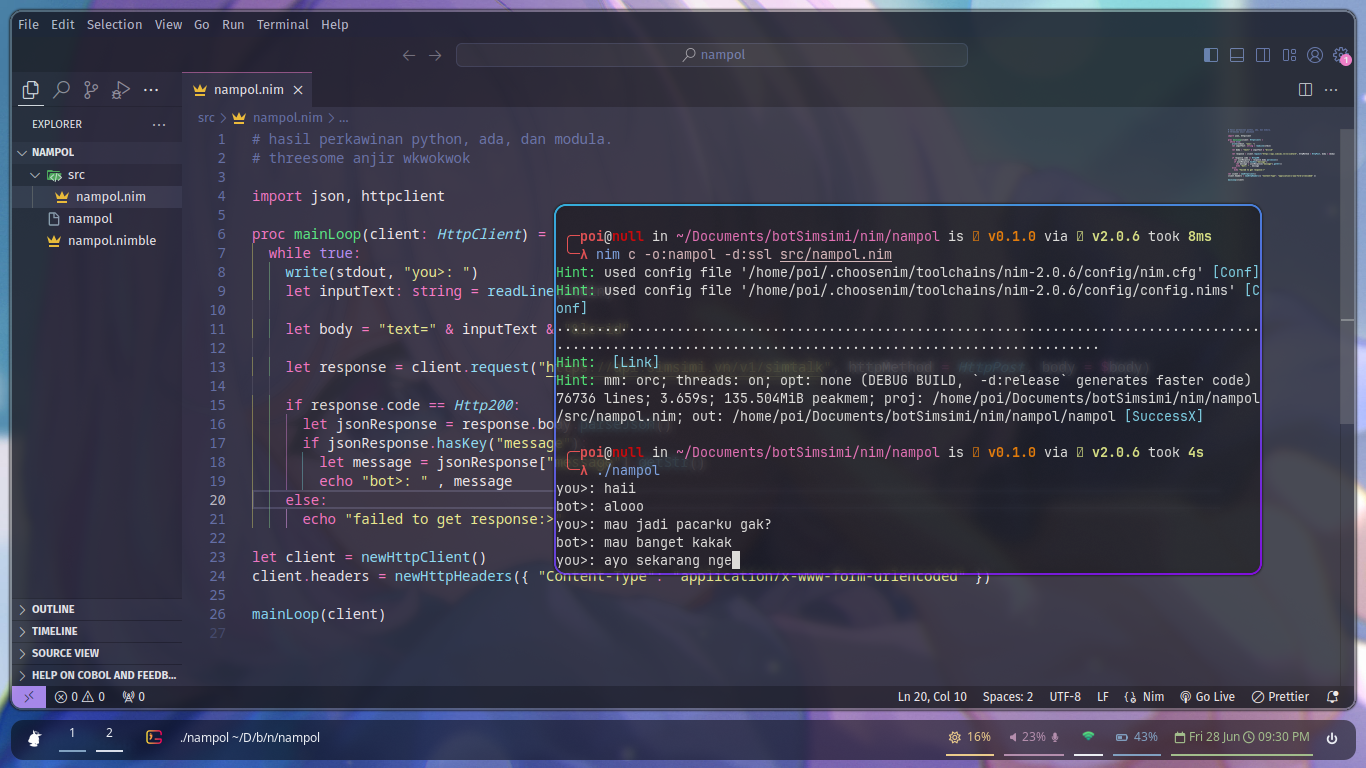 File Edit Selection View Go Run Terminal Help
nampol
1
EXPLORER
NAMPOL
src
nampol.nim
nampol
nampol.nimble
OUTLINE
TIMELINE
SOURCE VIEW
HELP ON COBOL AND FEEDB...
nampol.nim
src > nampol.nim > ...
1 # hasil perkawinan python, ada, dan modula.
2 # threesome anjir wkwokwok
3
4 import json, httpclient
5
6 proc mainLoop(client: HttpClient) =
7 while true:
8 write(stdout, "you>: ")
9 let inputText: string = readLine
10
11 let body = "text=" & inputText &
12
13 let response = client.request("h
14
15 if response.code == Http200:
16 let jsonResponse = response.bo
17 if jsonResponse.hasKey("message"
18 let message = jsonResponse["
19 echo "bot>: " , message
20 else:
21 echo "failed to get response:>
22
23 let client = newHttpClient()
24 client.headers = newHttpHeaders({ "Content-Type": "application/x-www-form-urlencoded" })
25
26 mainLoop(client)
27
poi@null in ~/Documents/botSimsimi/nim/nampol is v0.1.0 via v2.0.6 took 8ms
λ nim c -o:nampol -d:ssl src/nampol.nim
Hint: used config file '/home/poi/.choosenim/toolchains/nim-2.0.6/config/nim.cfg' [Conf]
Hint: used config file '/home/poi/.choosenim/toolchains/nim-2.0.6/config/config.nims' [C
onf]
Hint: [Link]
Hint: mm: orc; threads: on; opt: none (DEBUG BUILD, `-d:release` generates faster code)
76736 lines; 3.659s; 135.504MiB peakmem; proj: /home/poi/Documents/botSimsimi/nim/nampol
/src/nampol.nim; out: /home/poi/Documents/botSimsimi/nim/nampol/nampol [SuccessX]
poi@null in ~/Documents/botSimsimi/nim/nampol is v0.1.0 via v2.0.6 took 4s
λ ./nampol
you>: haii
bot>: alooo
you>: mau jadi pacarku gak?
bot>: mau banget kakak
you>: ayo sekarang nge
0 0 0
Ln 20, Col 10 Spaces: 2 UTF-8 LF Nim Go Live Prettier
1 2 ./nampol ~/D/b/n/nampol
16% 23% 43% Fri 28 Jun 09:30 PM